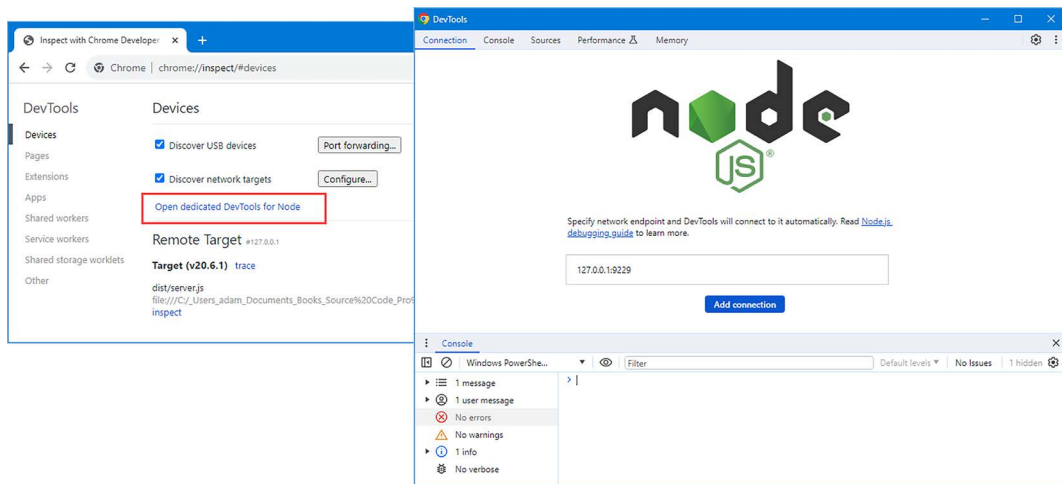 Inspect with Chrome Developer
Chrome | chrome://inspect/#devices
DevTools
Devices
Pages
Extensions
Apps
Shared workers
Service workers
Shared storage worklets
Other
Devices
Discover USB devices
Port forwarding...
Discover network targets
Configure...
Open dedicated DevTools for Node
Remote Target #127.0.0.1
Target (v20.6.1) trace
dist/server.js
file:///C:/_Users_adam_Documents_Books_Source%20Code_Pro%
inspect
DevTools
Connection Console Sources Performance Memory
node
JS ®
Specify network endpoint and DevTools will connect to it automatically. Read Node.js
debugging guide to learn more.
127.0.0.1:9229
Add connection
Console
Windows PowerShe... Filter Default levels No Issues 1 hidden
1 message
1 user message
No errors
No warnings
1 info
No verbose